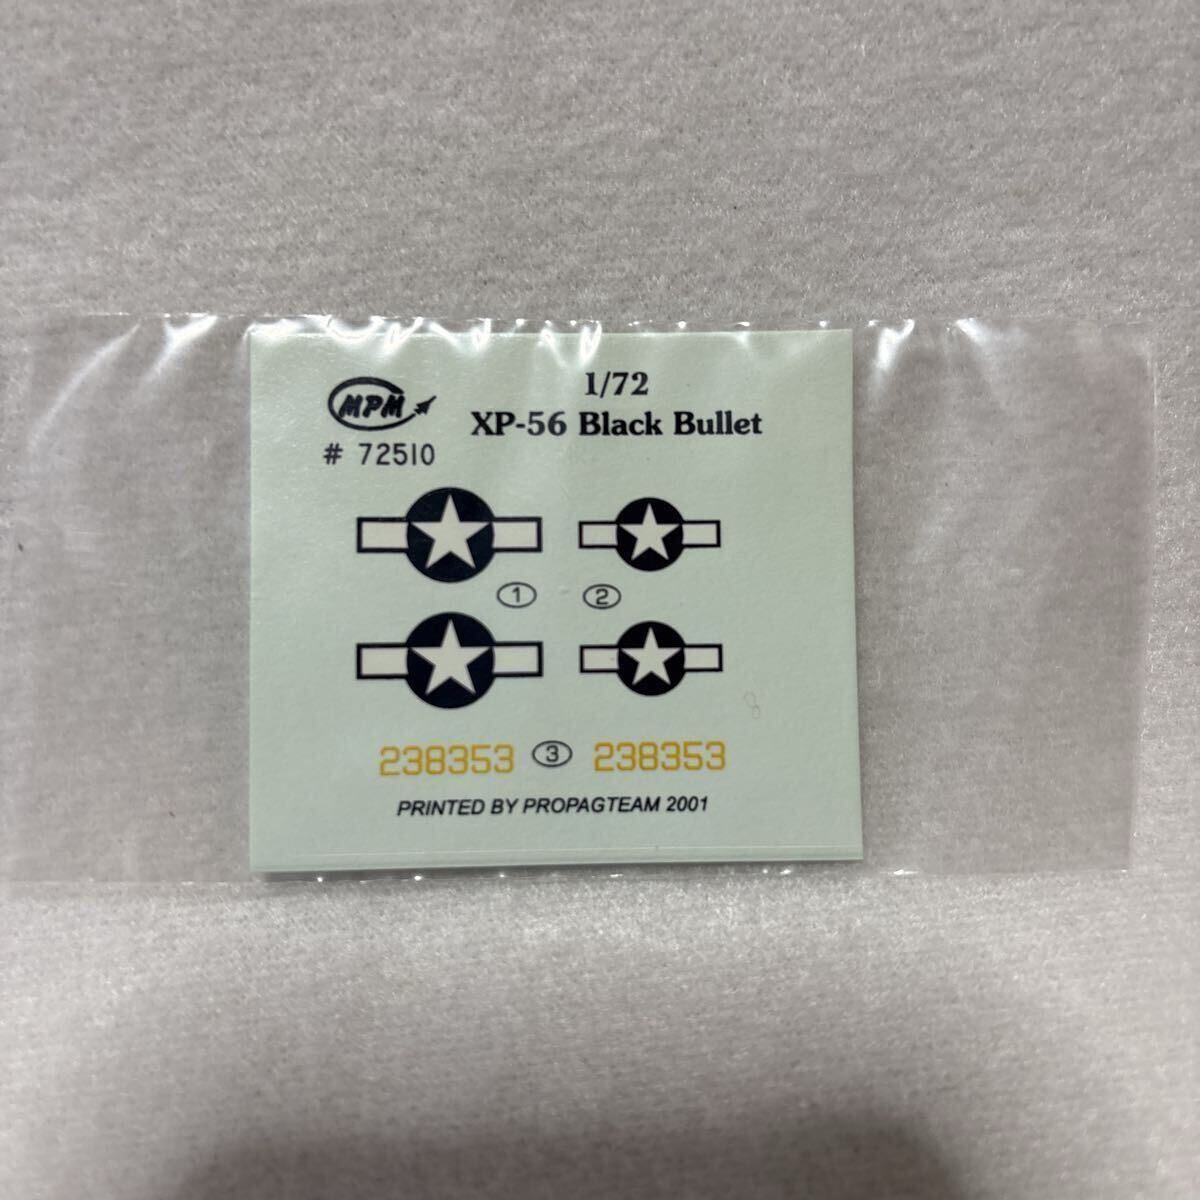 MPM
# 72510
1/72
XP-56 Black Bullet
1
2
238353 3 238353
PRINTED BY PROPAGTEAM 2001